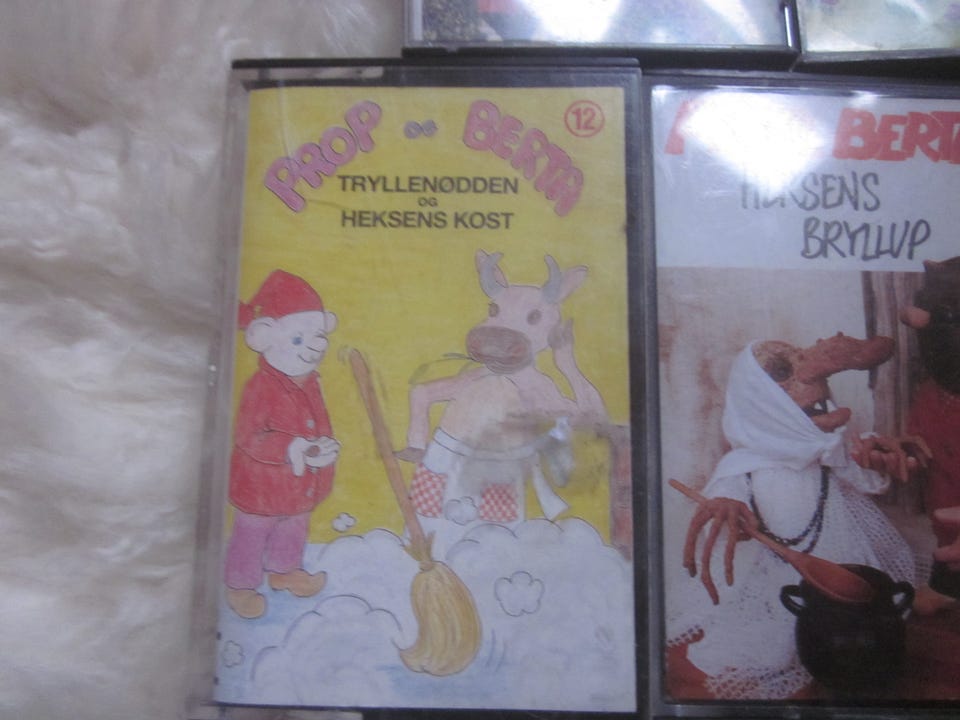 PROP OG BERTA
12
TRYLLENØDDEN
OG
HEKSENS KOST
BERTA
HEKSENS
BRYLLUP